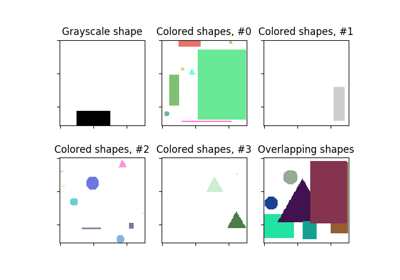 Grayscale shape
Colored shapes, #0
Colored shapes, #1
Colored shapes, #2
Colored shapes, #3
Overlapping shapes